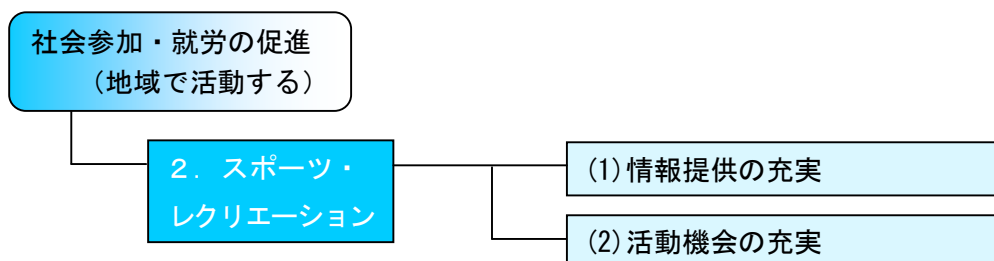 社会参加・就労の促進
（地域で活動する）
２．スポーツ・
レクリエーション
(1)情報提供の充実
(2)活動機会の充実